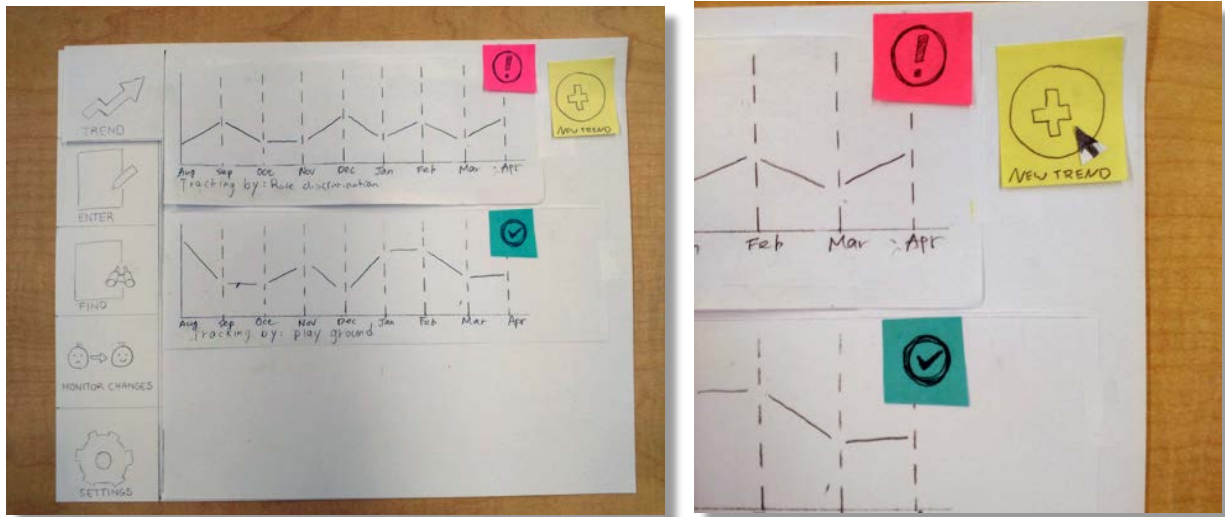 TREND
ENTER
FIND
MONITOR CHANGES
SETTINGS
!
NEW TREND
Aug Sep Oct Nov Dec Jan Feb Mar Apr
Tracking by: Race discrimination
Aug Sep Oct Nov Dec Jan Feb Mar Apr
Tracking by: play ground
!
NEW TREND
Feb Mar Apr